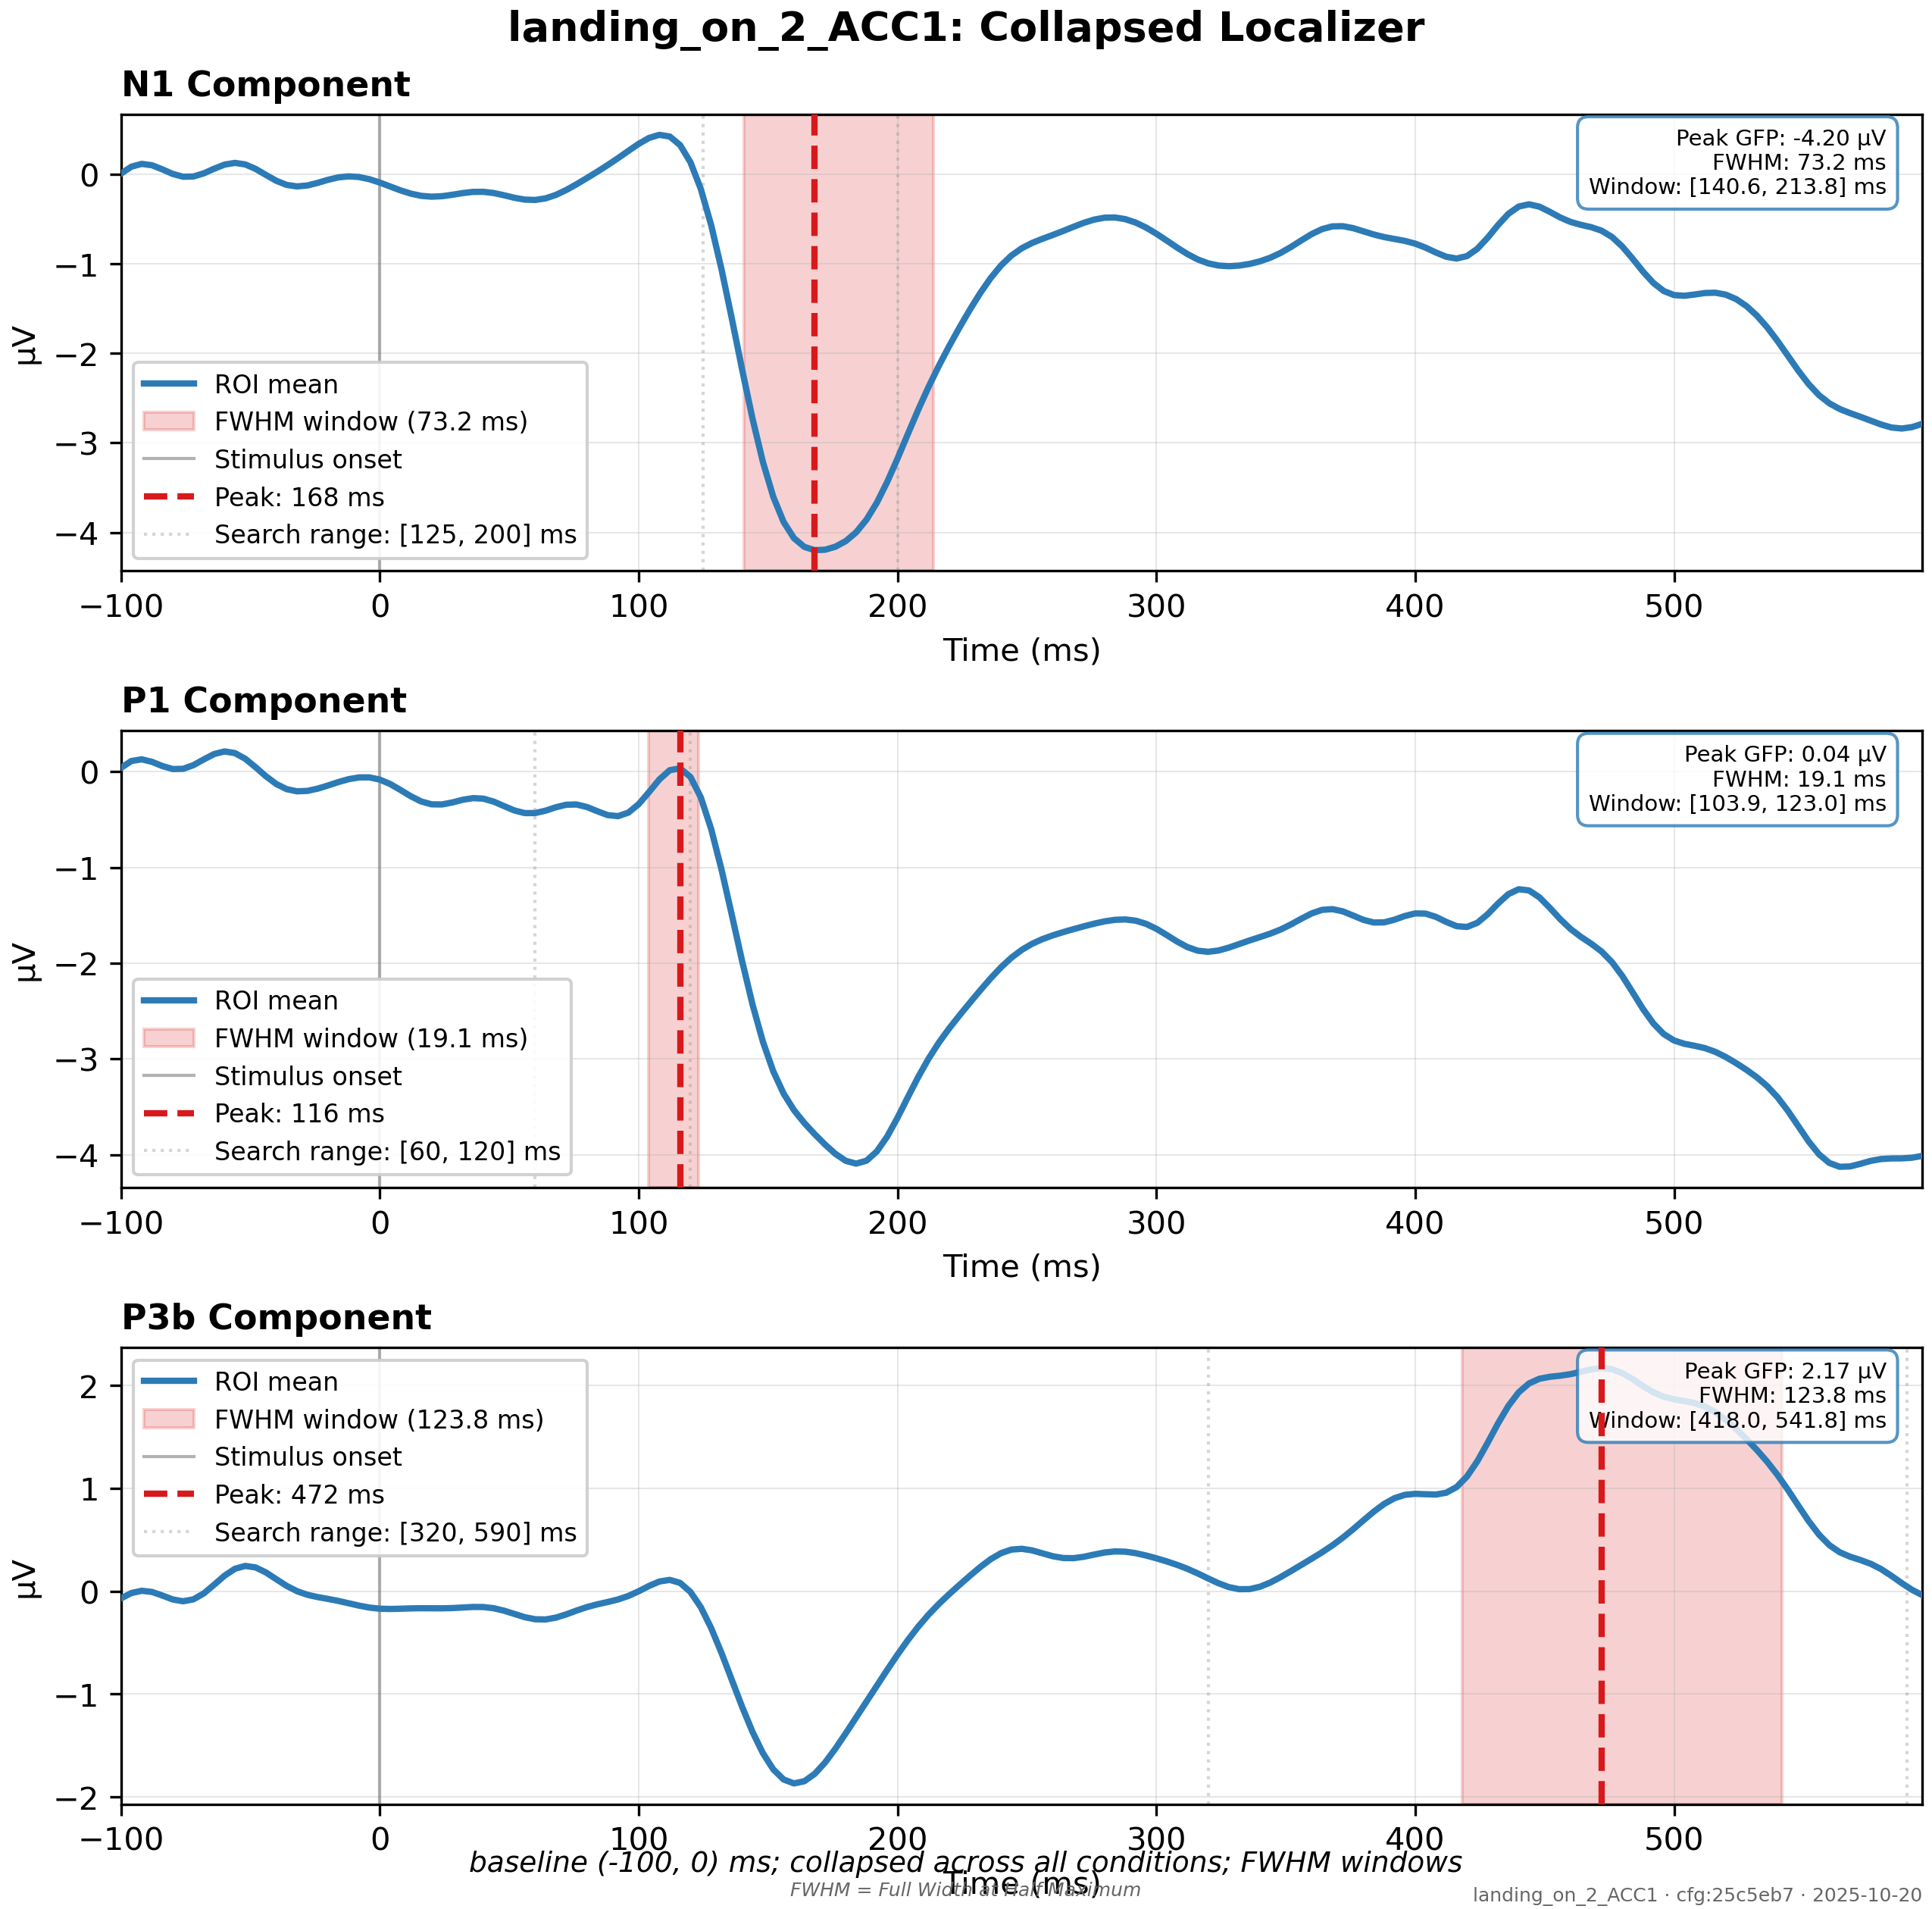 landing_on_2_ACC1: Collapsed Localizer
N1 Component
Peak GFP: -4.20 µV
FWHM: 73.2 ms
Window: [140.6, 213.8] ms
0
−1
−2
−3
−4
µV
ROI mean
FWHM window (73.2 ms)
Stimulus onset
Peak: 168 ms
Search range: [125, 200] ms
−100 0 100 200 300 400 500
Time (ms)
P1 Component
Peak GFP: 0.04 µV
FWHM: 19.1 ms
Window: [103.9, 123.0] ms
0
−1
−2
−3
−4
µV
ROI mean
FWHM window (19.1 ms)
Stimulus onset
Peak: 116 ms
Search range: [60, 120] ms
−100 0 100 200 300 400 500
Time (ms)
P3b Component
Peak GFP: 2.17 µV
FWHM: 123.8 ms
Window: [418.0, 541.8] ms
ROI mean
FWHM window (123.8 ms)
Stimulus onset
Peak: 472 ms
Search range: [320, 590] ms
2
1
0
−1
−2
µV
−100 0 100 200 300 400 500
Time (ms)
baseline (-100, 0) ms; collapsed across all conditions; FWHM windows
FWHM = Full Width at Half Maximum
landing_on_2_ACC1 · cfg:25c5eb7 · 2025-10-20